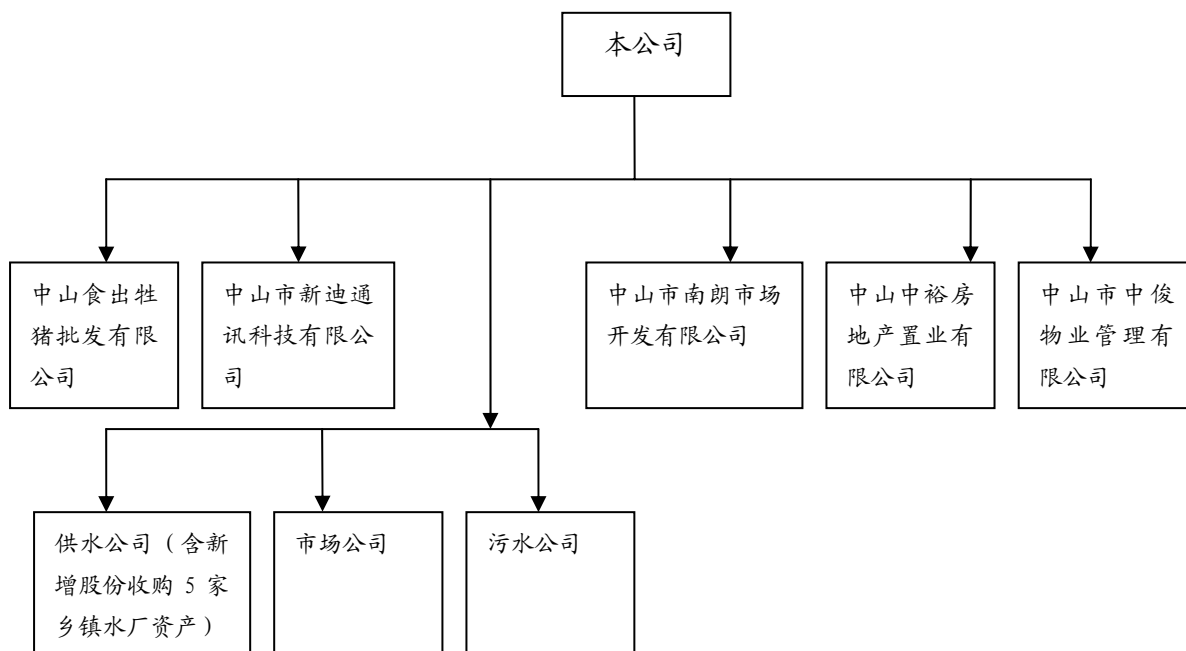 本公司
中山食出牲
猪批发有限
公司
中山市新迪通
讯科技有限公
司
中山市南朗市场
开发有限公司
中山中裕房
地产置业有
限公司
中山市中俊
物业管理有
限公司
供水公司（含新
增股份收购 5 家
乡镇水厂资产）
市场公司
污水公司